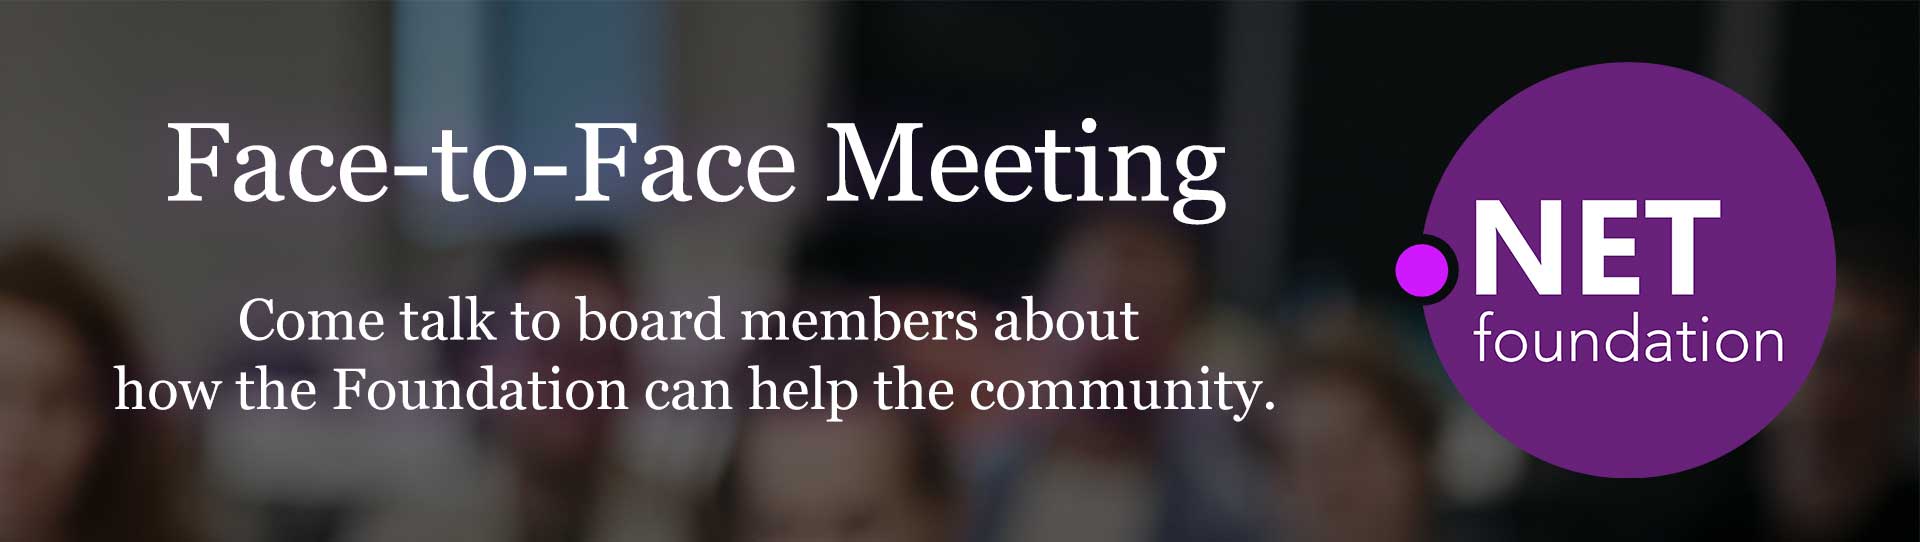 Face-to-Face Meeting
Come talk to board members about
how the Foundation can help the community.
.NET
foundation